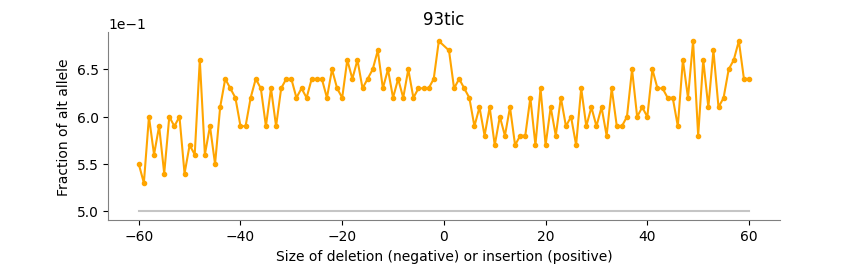 93tic
1e−1
Fraction of alt allele
6.5
6.0
5.5
5.0
−60 −40 −20 0 20 40 60
Size of deletion (negative) or insertion (positive)